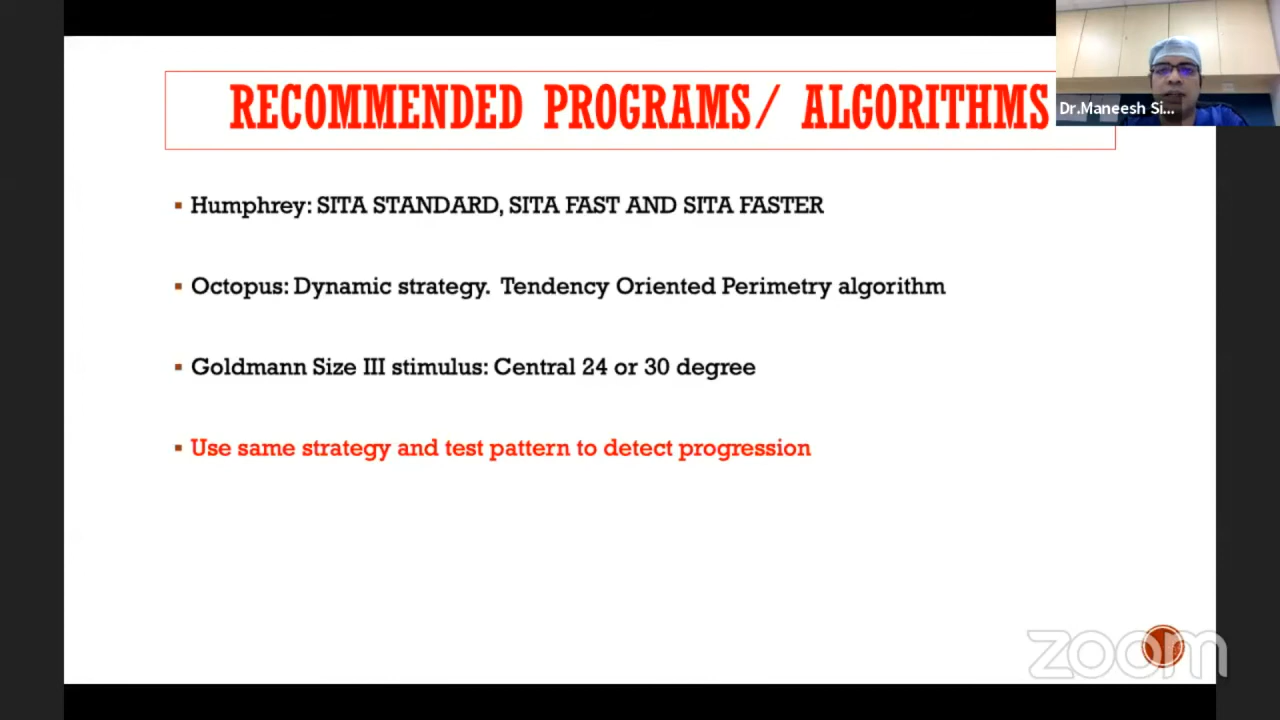 RECOMMENDED PROGRAMS/ ALGORITHMS
Dr.Maneesh Si...
Humphrey: SITA STANDARD, SITA FAST AND SITA FASTER
Octopus: Dynamic strategy. Tendency Oriented Perimetry algorithm
Goldmann Size III stimulus: Central 24 or 30 degree
Use same strategy and test pattern to detect progression
zoom